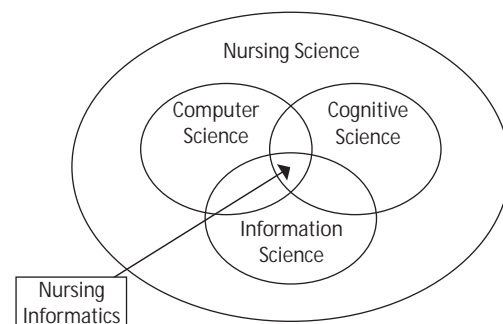 Nursing Science
Computer
Science
Cognitive
Science
Information
Science
Nursing
Informatics